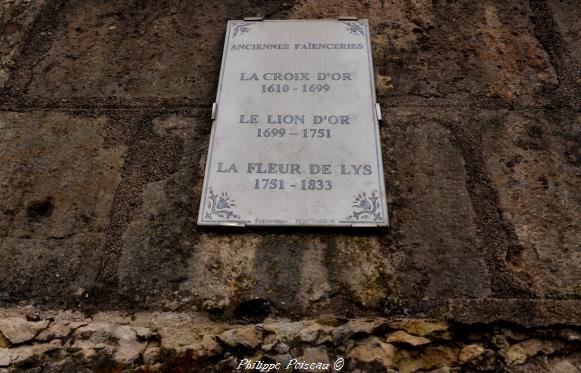 ANCIENNES FAÏENCERIES
LA CROIX D'OR
1610 - 1699
LE LION D'OR
1699 - 1751
LA FLEUR DE LYS
1751 - 1833
MONTAGNON
© Philippe Poiseau ©